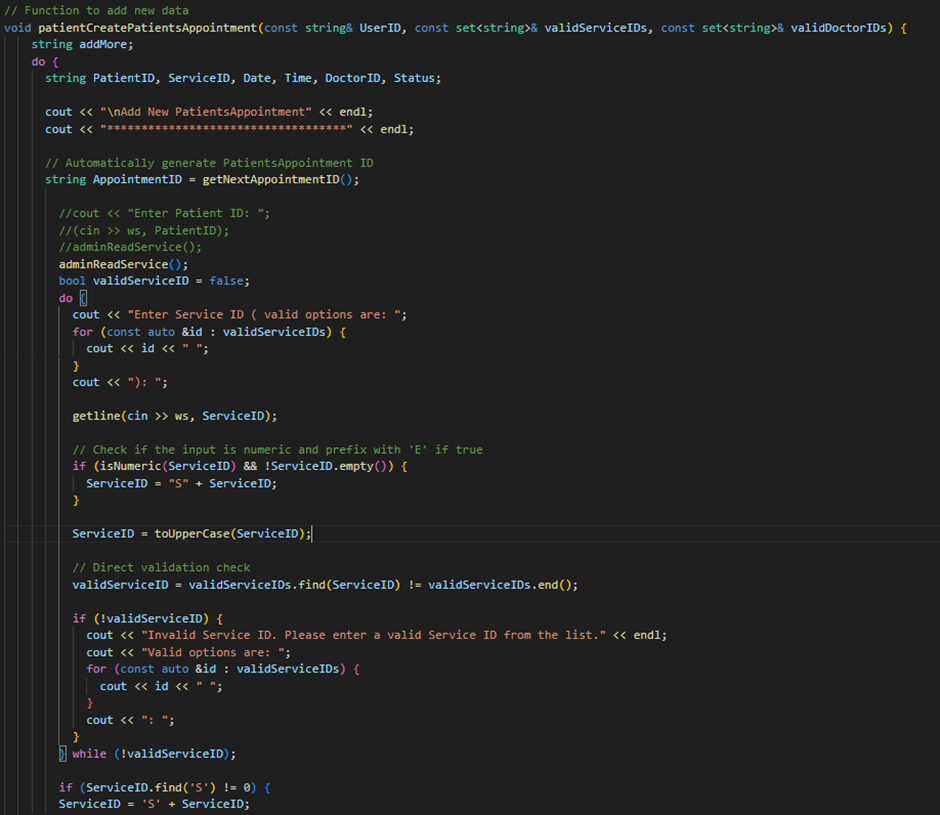 // Function to add new data
void patientCreatePatientsAppointment(const string& UserID, const set<string>& validServiceIDs, const set<string>& validDoctorIDs) {
string addMore;
do {
string PatientID, ServiceID, Date, Time, DoctorID, Status;
cout << "\nAdd New PatientsAppointment" << endl;
cout << "***********************************" << endl;
// Automatically generate PatientsAppointment ID
string AppointmentID = getNextAppointmentID();
//cout << "Enter Patient ID: ";
//(cin >> ws, PatientID);
//adminReadService();
adminReadService();
bool validServiceID = false;
do {
cout << "Enter Service ID ( valid options are: ";
for (const auto &id : validServiceIDs) {
cout << id << " ";
}
cout << "): ";
getline(cin >> ws, ServiceID);
// Check if the input is numeric and prefix with 'E' if true
if (isNumeric(ServiceID) && !ServiceID.empty()) {
ServiceID = "S" + ServiceID;
}
ServiceID = toUpperCase(ServiceID);
// Direct validation check
validServiceID = validServiceIDs.find(ServiceID) != validServiceIDs.end();
if (!validServiceID) {
cout << "Invalid Service ID. Please enter a valid Service ID from the list." << endl;
cout << "Valid options are: ";
for (const auto &id : validServiceIDs) {
cout << id << " ";
}
cout << ": ";
}
} while (!validServiceID);
if (ServiceID.find('S') != 0) {
ServiceID = 'S' + ServiceID;